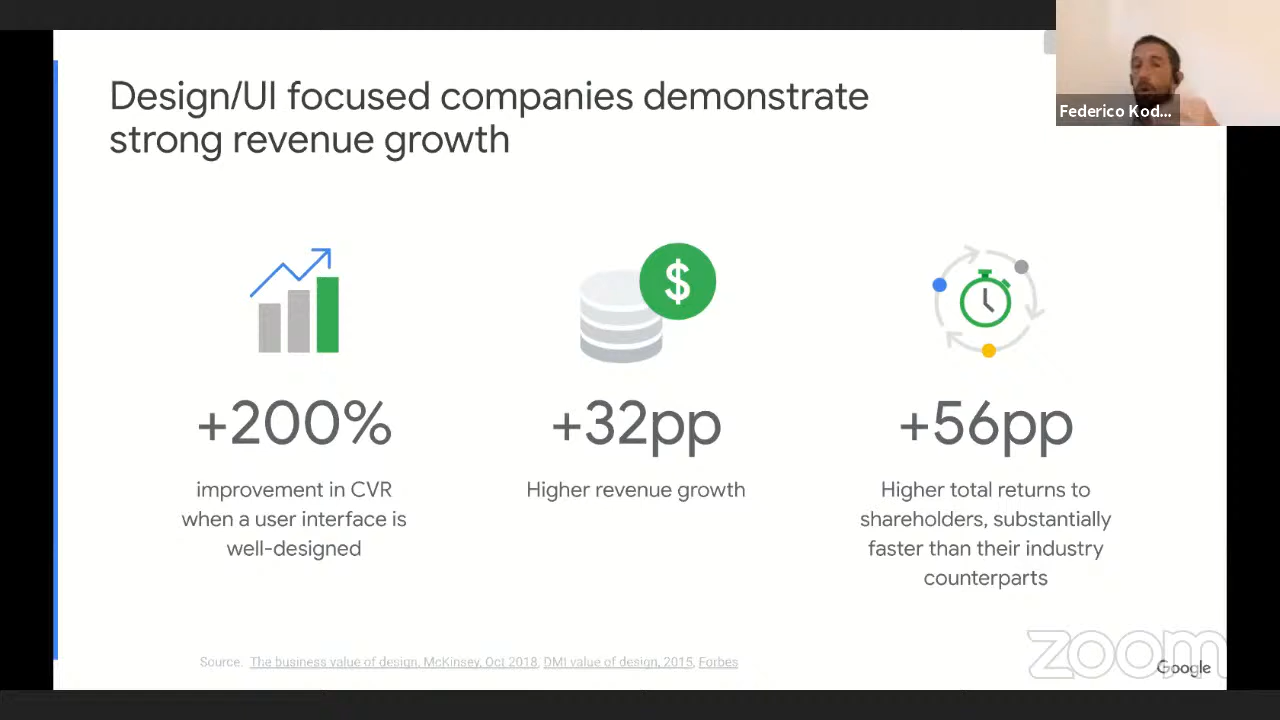 Design/UI focused companies demonstrate
strong revenue growth
Federico Kod...
$
+200%
improvement in CVR
when a user interface is
well-designed
+32pp
Higher revenue growth
+56pp
Higher total returns to
shareholders, substantially
faster than their industry
counterparts
Source. The business value of design, McKinsey, Oct 2018, DMI value of design, 2015, Forbes
zoom
Google